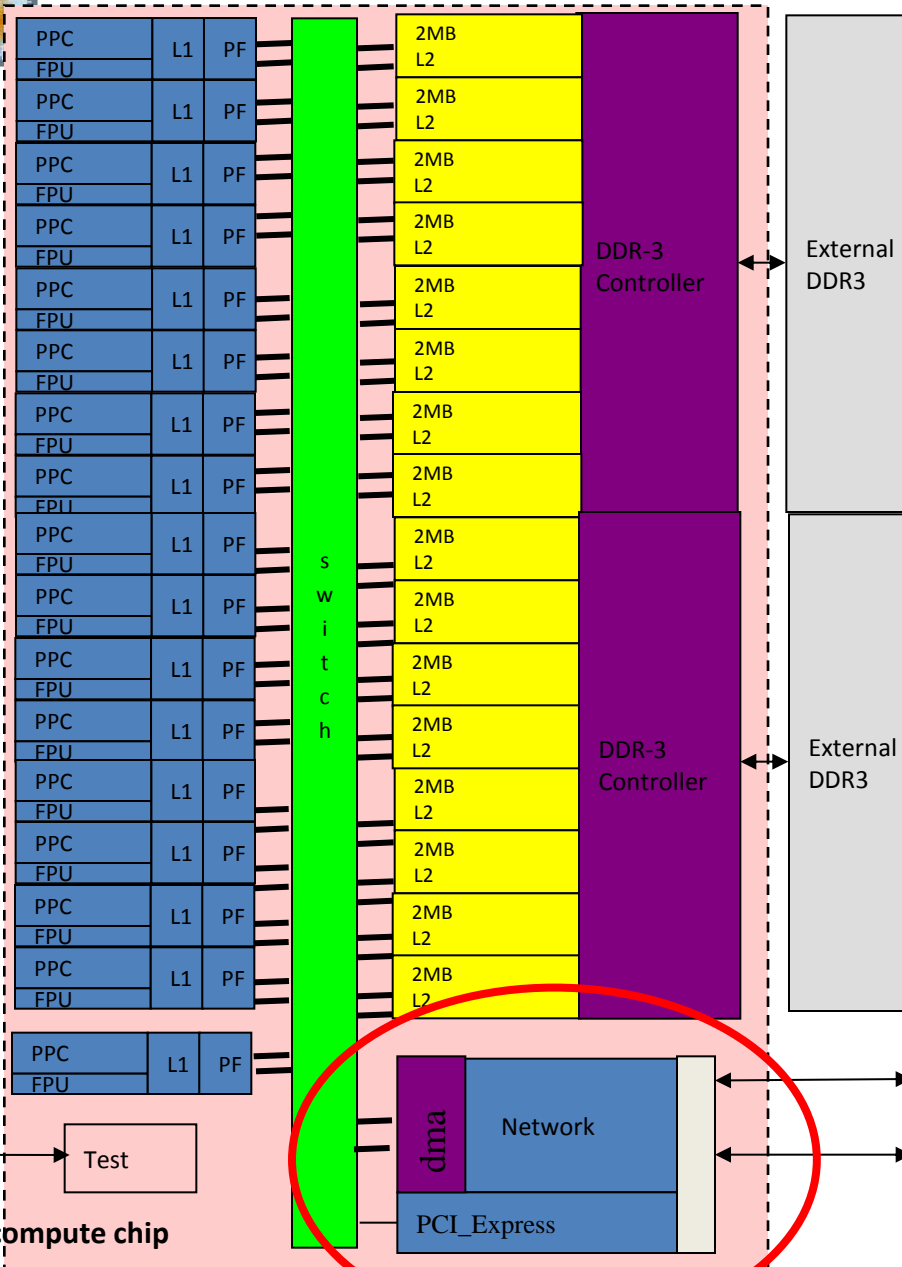 PPC
FPU
L1
PF
PPC
FPU
L1
PF
PPC
FPU
L1
PF
PPC
FPU
L1
PF
PPC
FPU
L1
PF
PPC
FPU
L1
PF
PPC
FPU
L1
PF
PPC
FPU
L1
PF
PPC
FPU
L1
PF
PPC
FPU
L1
PF
PPC
FPU
L1
PF
PPC
FPU
L1
PF
PPC
FPU
L1
PF
PPC
FPU
L1
PF
PPC
FPU
L1
PF
PPC
FPU
L1
PF
PPC
FPU
L1
PF
Test
compute chip
s
w
i
t
c
h
2MB
L2
2MB
L2
2MB
L2
2MB
L2
2MB
L2
2MB
L2
2MB
L2
2MB
L2
2MB
L2
2MB
L2
2MB
L2
2MB
L2
2MB
L2
2MB
L2
2MB
L2
2MB
L2
DDR-3
Controller
DDR-3
Controller
External
DDR3
External
DDR3
dma
Network
PCI_Express